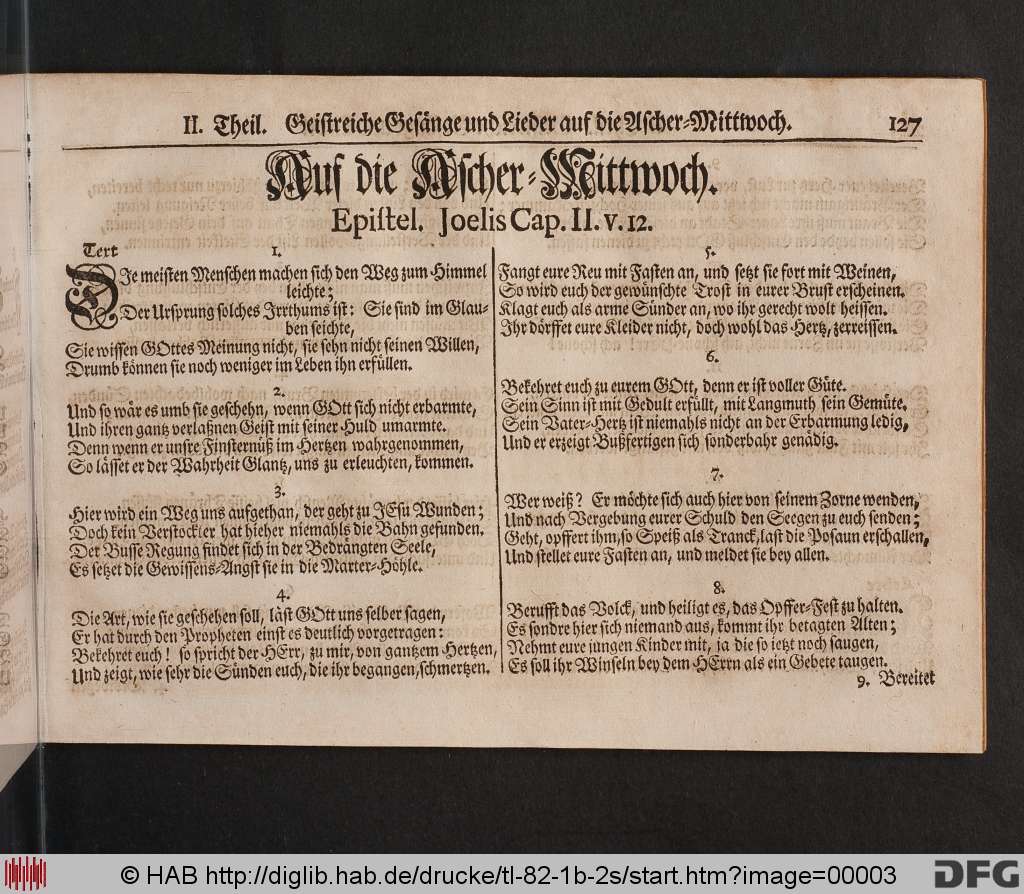 II. Theil. Geistreiche Gesänge und Lieder auf die Ascher-Mittwoch. 127
Auf die Ascher-Mittwoch.
Epistel. Joelis Cap. II. v. 12.
Text 1.
DIe meisten Menschen machen sich den Weg zum Himmel
leichte;
Der Ursprung solches Irrthums ist: Sie sind im Glau-
ben seichte,
Sie wissen GOttes Meinung nicht, sie sehn nicht seinen Willen,
Drumb können sie noch weniger im Leben ihn erfüllen.
2.
Und so wär es umb sie geschehn, wenn GOtt sich nicht erbarmte,
Und ihren gantz verlaßnen Geist mit seiner Huld umarmte.
Denn wenn er unsre Finsternüß im Hertzen wahrgenommen,
So lässet er der Wahrheit Glantz, uns zu erleuchten, kommen.
3.
Hier wird ein Weg uns aufgethan, der geht zu JEsu Wunden;
Doch kein Verstockter hat hieher niemahls die Bahn gefunden.
Der Busse Regung findet sich in der Bedrängten Seele,
Es setzet die Gewissens-Angst sie in die Marter-Höhle.
4.
Die Art, wie sie geschehen soll, läst GOtt uns selber sagen,
Er hat durch den Propheten einst es deutlich vorgetragen:
Bekehret euch! so spricht der HErr, zu mir, von gantzem Hertzen,
Und zeigt, wie sehr die Sünden euch, die ihr begangen, schmertzen.
5.
Fangt eure Reu mit Fasten an, und setzt sie fort mit Weinen,
So wird euch der gewünschte Trost in eurer Brust erscheinen.
Klagt euch als arme Sünder an, wo ihr gerecht wolt heissen.
Ihr dörffet eure Kleider nicht, doch wohl das Hertz, zerreissen.
6.
Bekehret euch zu eurem GOtt, denn er ist voller Güte.
Sein Sinn ist mit Gedult erfüllt, mit Langmuth sein Gemüte.
Sein Vater-Hertz ist niemahls nicht an der Erbarmung ledig,
Und er erzeigt Bußfertigen sich sonderbahr genädig.
7.
Wer weiß? Er möchte sich auch hier von seinem Zorne wenden,
Und nach Vergebung eurer Schuld den Seegen zu euch senden;
Geht, opffert ihm, so Speiß als Tranck, last die Posaun erschallen,
Und stellet eure Fasten an, und meldet sie bey allen.
8.
Berufft das Volck, und heiligt es, das Opffer-Fest zu halten.
Es sondre hier sich niemand aus, kommt ihr betagten Alten;
Nehmt eure jungen Kinder mit, ja die so ietzt noch saugen,
Es soll ihr Winseln bey dem HErrn als ein Gebete taugen.
9. Bereitet
© HAB http://diglib.hab.de/drucke/tl-82-1b-2s/start.htm?image=00003
DFG